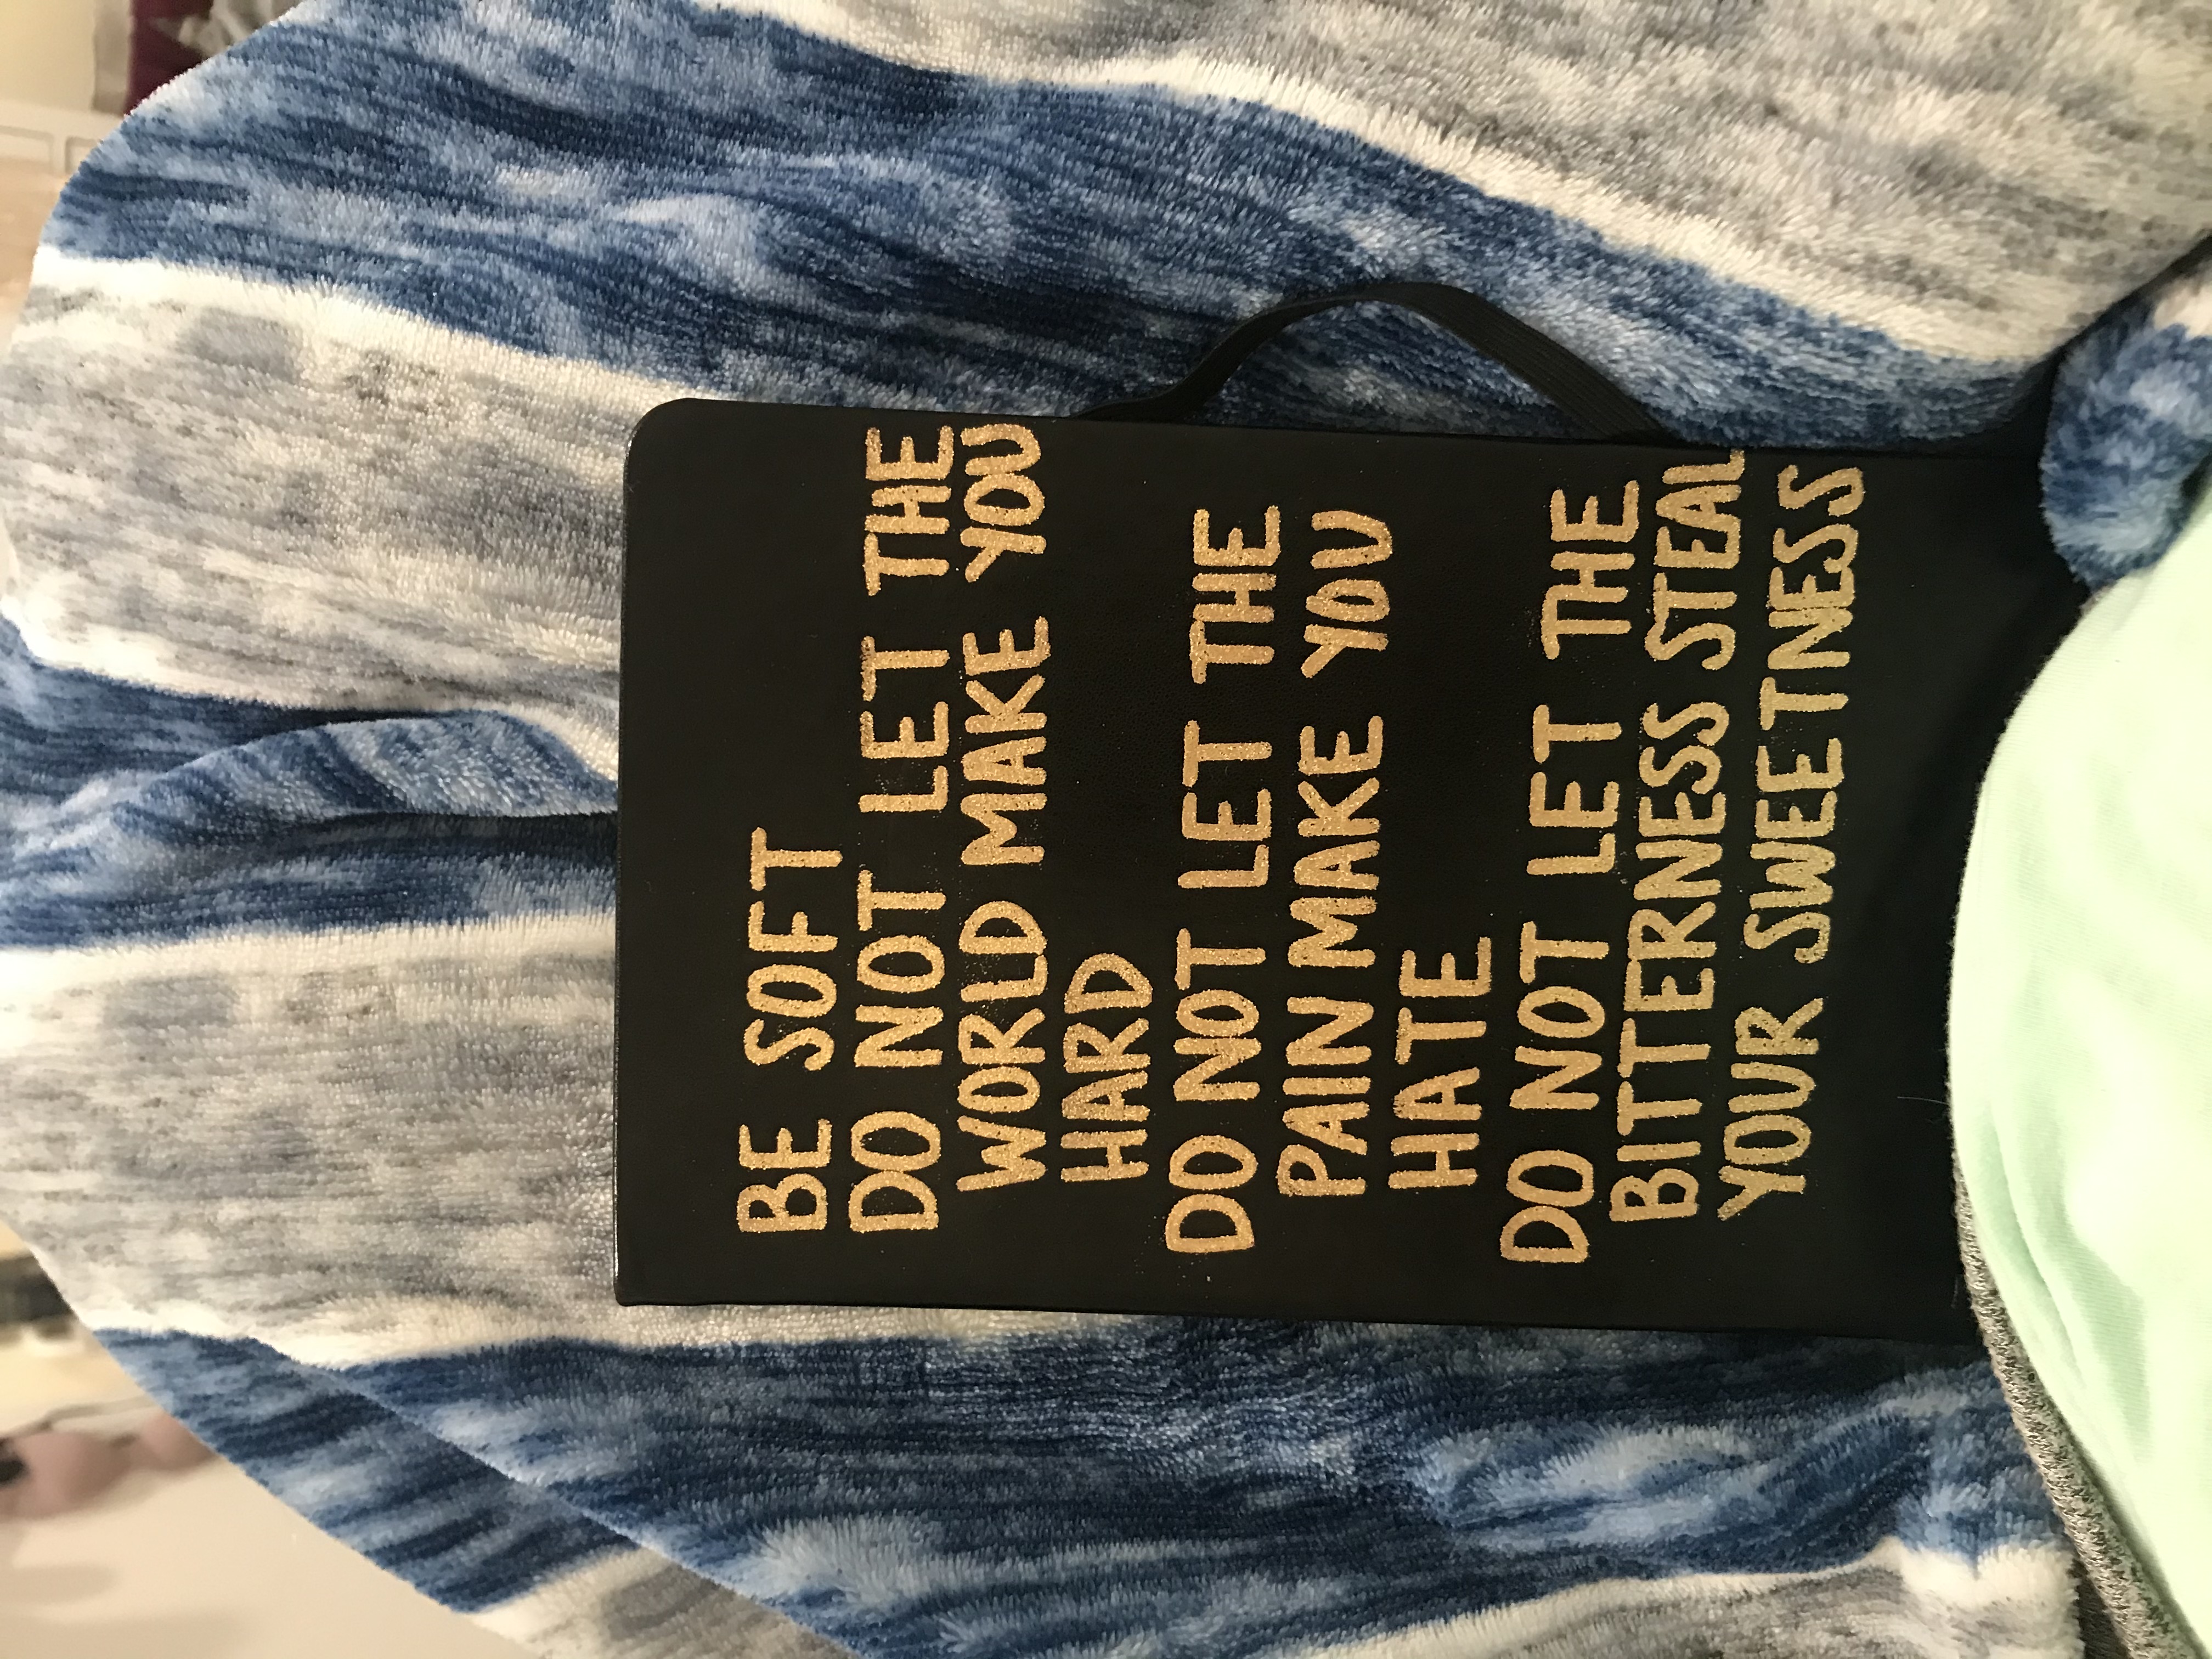 BE SOFT
DO NOT LET THE
WORLD MAKE YOU
HARD
DO NOT LET THE
PAIN MAKE YOU
HATE
DO NOT LET THE
BITTERNESS STEAL
YOUR SWEETNESS